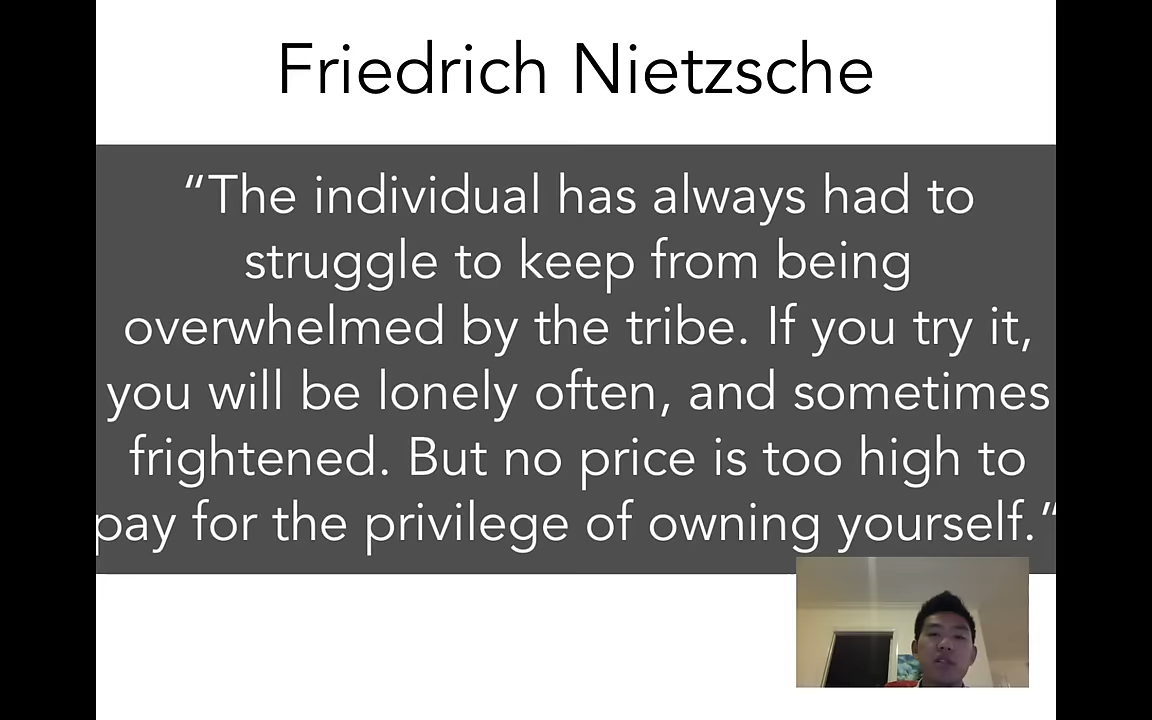 Friedrich Nietzsche
“The individual has always had to
struggle to keep from being
overwhelmed by the tribe. If you try it,
you will be lonely often, and sometimes
frightened. But no price is too high to
pay for the privilege of owning yourself.”